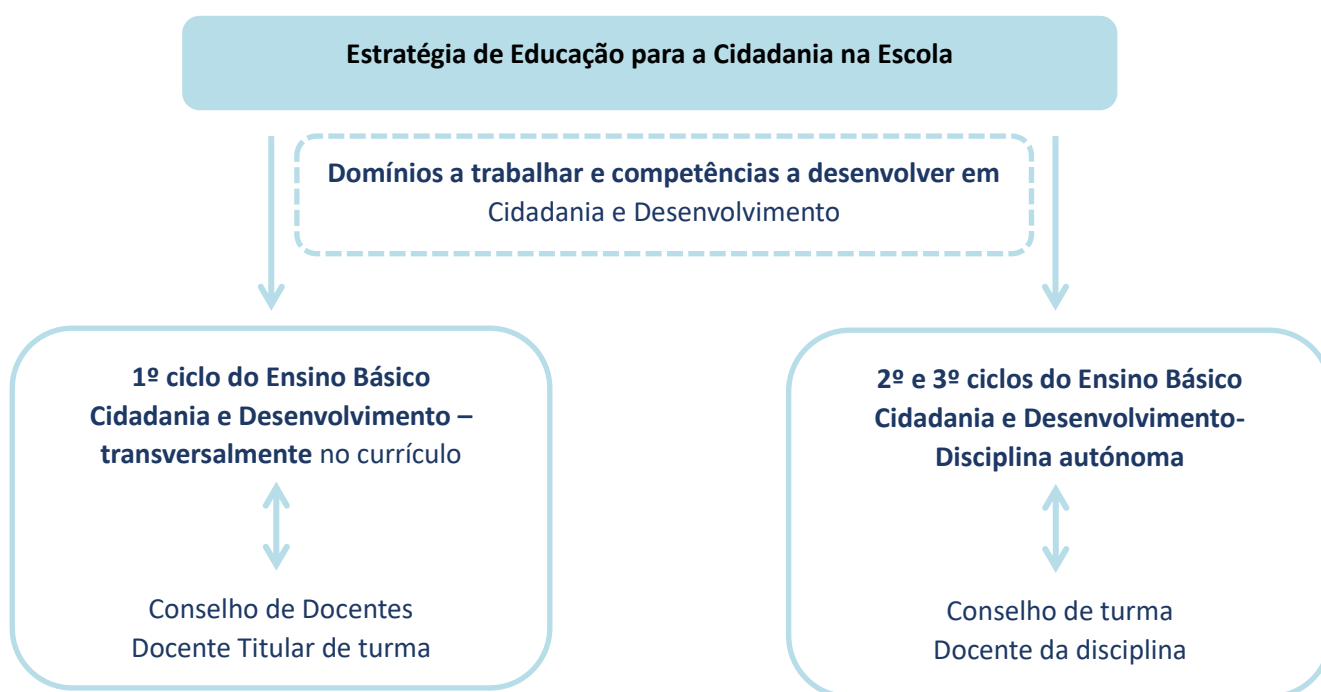 Estratégia de Educação para a Cidadania na Escola
Domínios a trabalhar e competências a desenvolver em
Cidadania e Desenvolvimento
1º ciclo do Ensino Básico
Cidadania e Desenvolvimento –
transversalmente no currículo
Conselho de Docentes
Docente Titular de turma
2º e 3º ciclos do Ensino Básico
Cidadania e Desenvolvimento-
Disciplina autónoma
Conselho de turma
Docente da disciplina